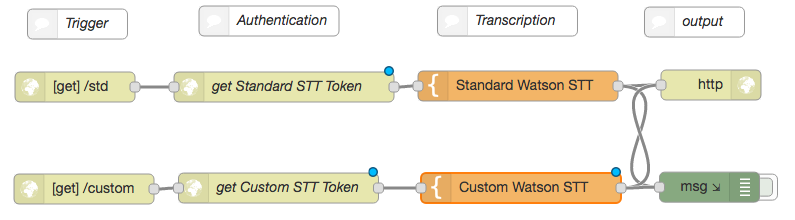 Trigger
Authentication
Transcription
output
[get] /std
get Standard STT Token
{ Standard Watson STT
http
[get] /custom
get Custom STT Token
{ Custom Watson STT
msg ⇲